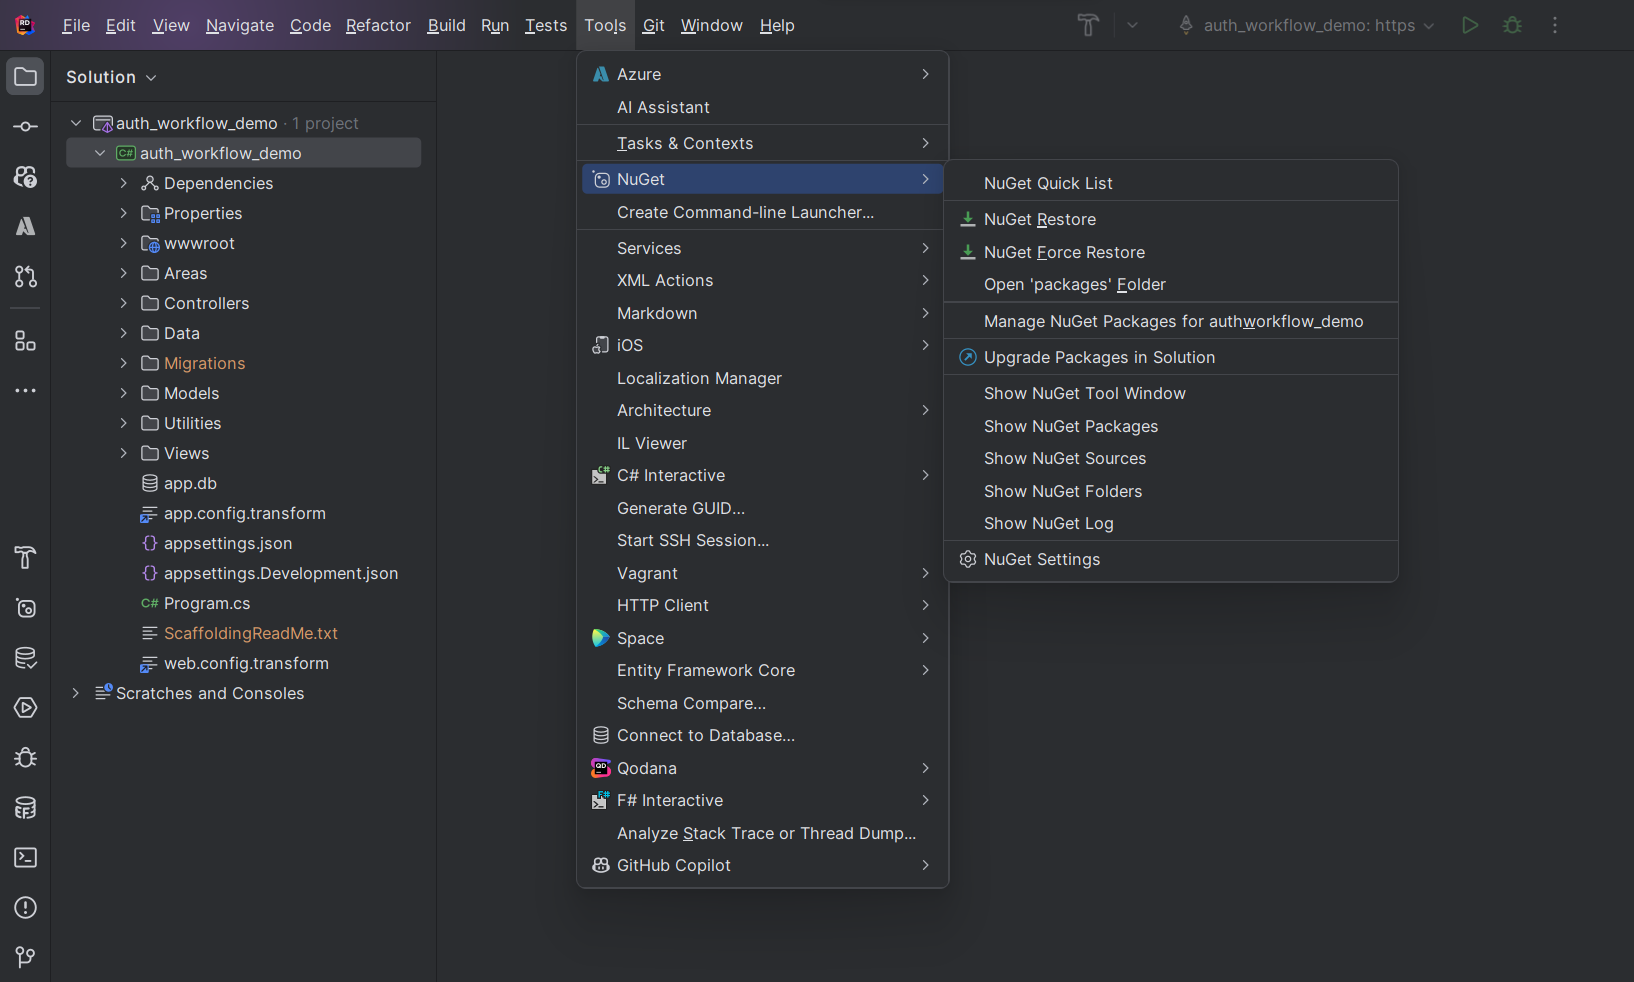 File Edit View Navigate Code Refactor Build Run Tests Tools Git Window Help auth_workflow_demo: https
Solution
auth_workflow_demo · 1 project
C# auth_workflow_demo
Dependencies
Properties
wwwroot
Areas
Controllers
Data
Migrations
Models
Utilities
Views
app.db
app.config.transform
appsettings.json
appsettings.Development.json
C# Program.cs
ScaffoldingReadMe.txt
web.config.transform
Scratches and Consoles
Azure
AI Assistant
Tasks & Contexts
NuGet
Create Command-line Launcher...
Services
XML Actions
Markdown
iOS
Localization Manager
Architecture
IL Viewer
C# Interactive
Generate GUID...
Start SSH Session...
Vagrant
HTTP Client
Space
Entity Framework Core
Schema Compare...
Connect to Database...
Qodana
F# Interactive
Analyze Stack Trace or Thread Dump...
GitHub Copilot
NuGet Quick List
NuGet Restore
NuGet Force Restore
Open 'packages' Folder
Manage NuGet Packages for authworkflow_demo
Upgrade Packages in Solution
Show NuGet Tool Window
Show NuGet Packages
Show NuGet Sources
Show NuGet Folders
Show NuGet Log
NuGet Settings